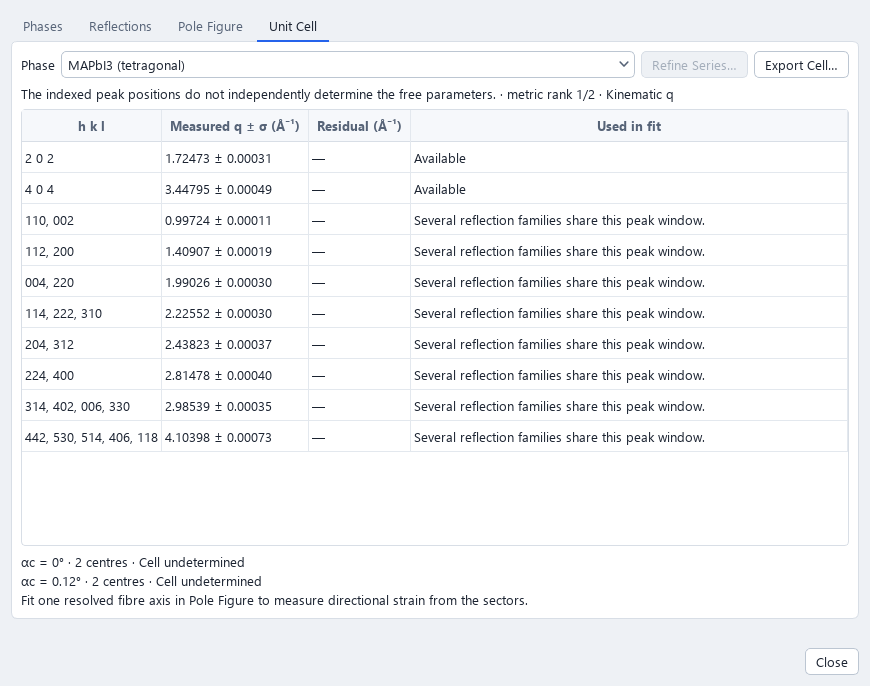 Phases Reflections Pole Figure Unit Cell
Phase MAPbI3 (tetragonal) Refine Series... Export Cell...
The indexed peak positions do not independently determine the free parameters. · metric rank 1/2 · Kinematic q
h k l Measured q ± σ (Å⁻¹) Residual (Å⁻¹) Used in fit
2 0 2 1.72473 ± 0.00031 — Available
4 0 4 3.44795 ± 0.00049 — Available
110, 002 0.99724 ± 0.00011 — Several reflection families share this peak window.
112, 200 1.40907 ± 0.00019 — Several reflection families share this peak window.
004, 220 1.99026 ± 0.00030 — Several reflection families share this peak window.
114, 222, 310 2.22552 ± 0.00030 — Several reflection families share this peak window.
204, 312 2.43823 ± 0.00037 — Several reflection families share this peak window.
224, 400 2.81478 ± 0.00040 — Several reflection families share this peak window.
314, 402, 006, 330 2.98539 ± 0.00035 — Several reflection families share this peak window.
442, 530, 514, 406, 118 4.10398 ± 0.00073 — Several reflection families share this peak window.
αc = 0° · 2 centres · Cell undetermined
αc = 0.12° · 2 centres · Cell undetermined
Fit one resolved fibre axis in Pole Figure to measure directional strain from the sectors.
Close